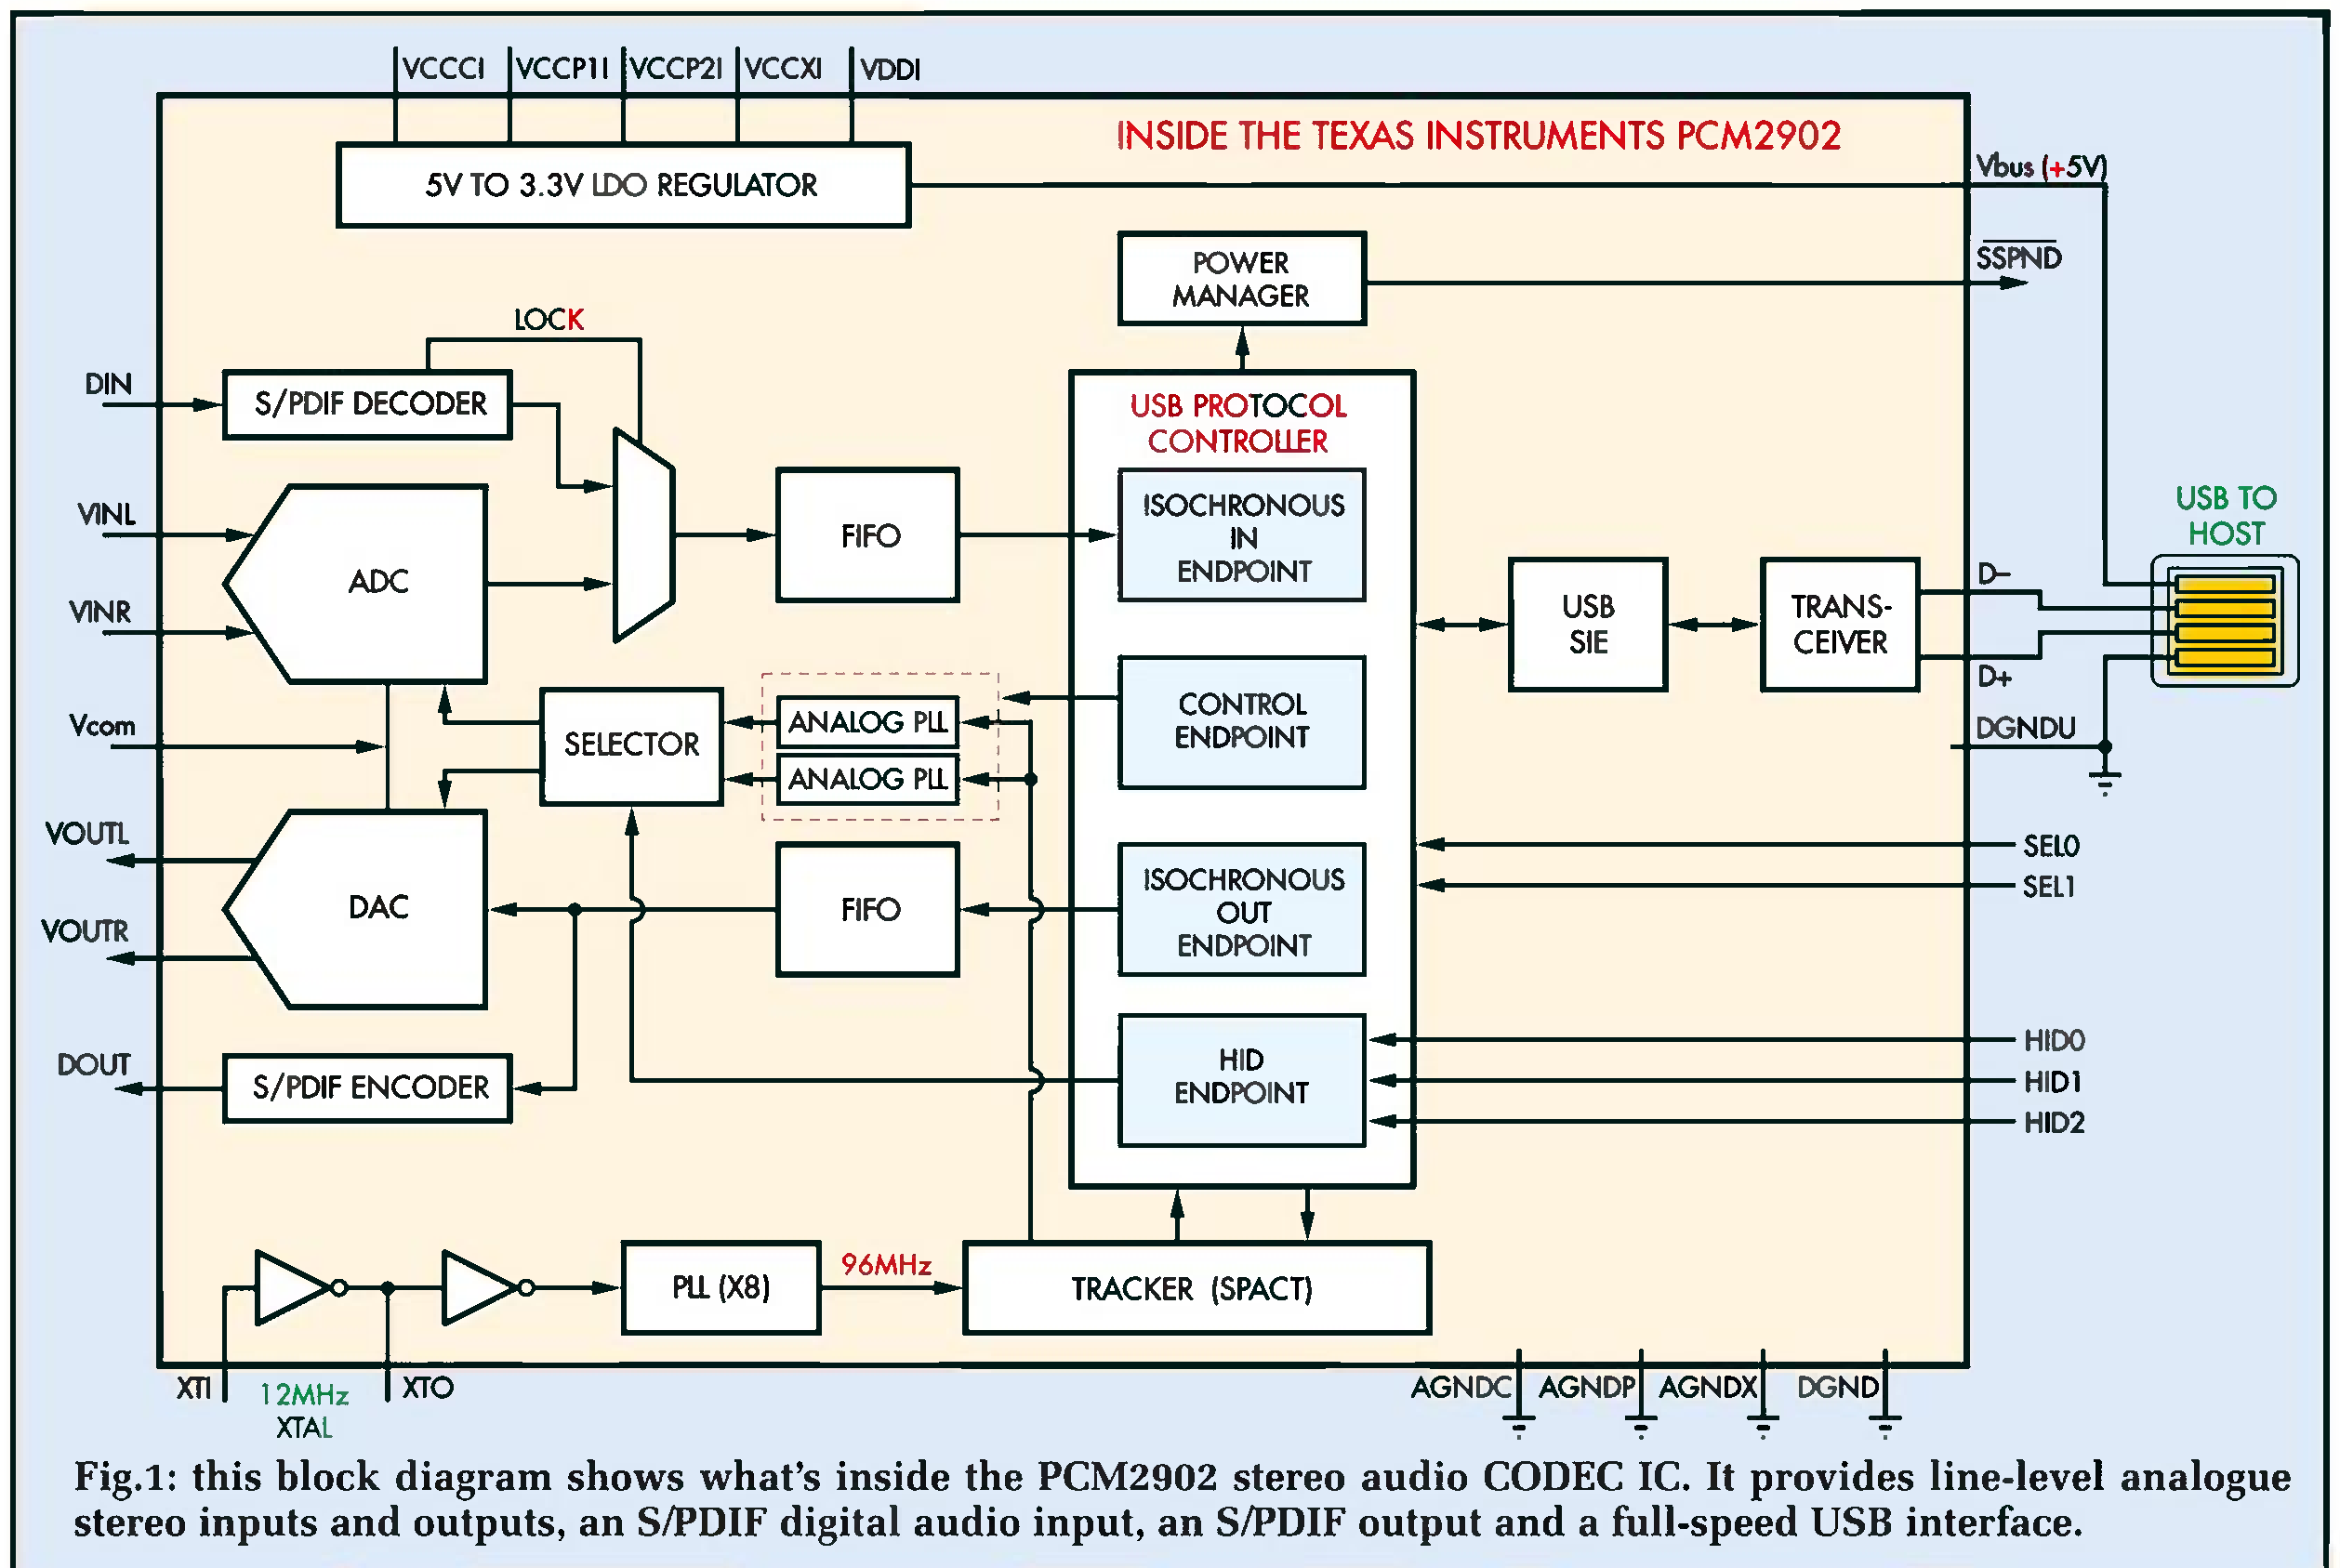 VCCCI
VCCP1I
VCCP2I
VCCXI
VDDI
INSIDE THE TEXAS INSTRUMENTS PCM2902
5V TO 3.3V LDO REGULATOR
Vbus (+5V)
POWER
MANAGER
SSPND
LOCK
DIN
S/PDIF DECODER
USB PROTOCOL
CONTROLLER
VINL
VINR
ADC
FIFO
ISOCHRONOUS
IN
ENDPOINT
USB
SIE
TRANS-
CEIVER
D–
D+
USB TO
HOST
Vcom
SELECTOR
ANALOG PLL
ANALOG PLL
CONTROL
ENDPOINT
DGNDU
VOUTL
VOUTR
DAC
FIFO
ISOCHRONOUS
OUT
ENDPOINT
SEL0
SEL1
DOUT
S/PDIF ENCODER
HID
ENDPOINT
HID0
HID1
HID2
PLL (X8)
96MHz
TRACKER (SPACT)
XTI
12MHz
XTAL
XTO
AGNDC
AGNDP
AGNDX
DGND
Fig.1: this block diagram shows what's inside the PCM2902 stereo audio CODEC IC. It provides line-level analogue
stereo inputs and outputs, an S/PDIF digital audio input, an S/PDIF output and a full-speed USB interface.